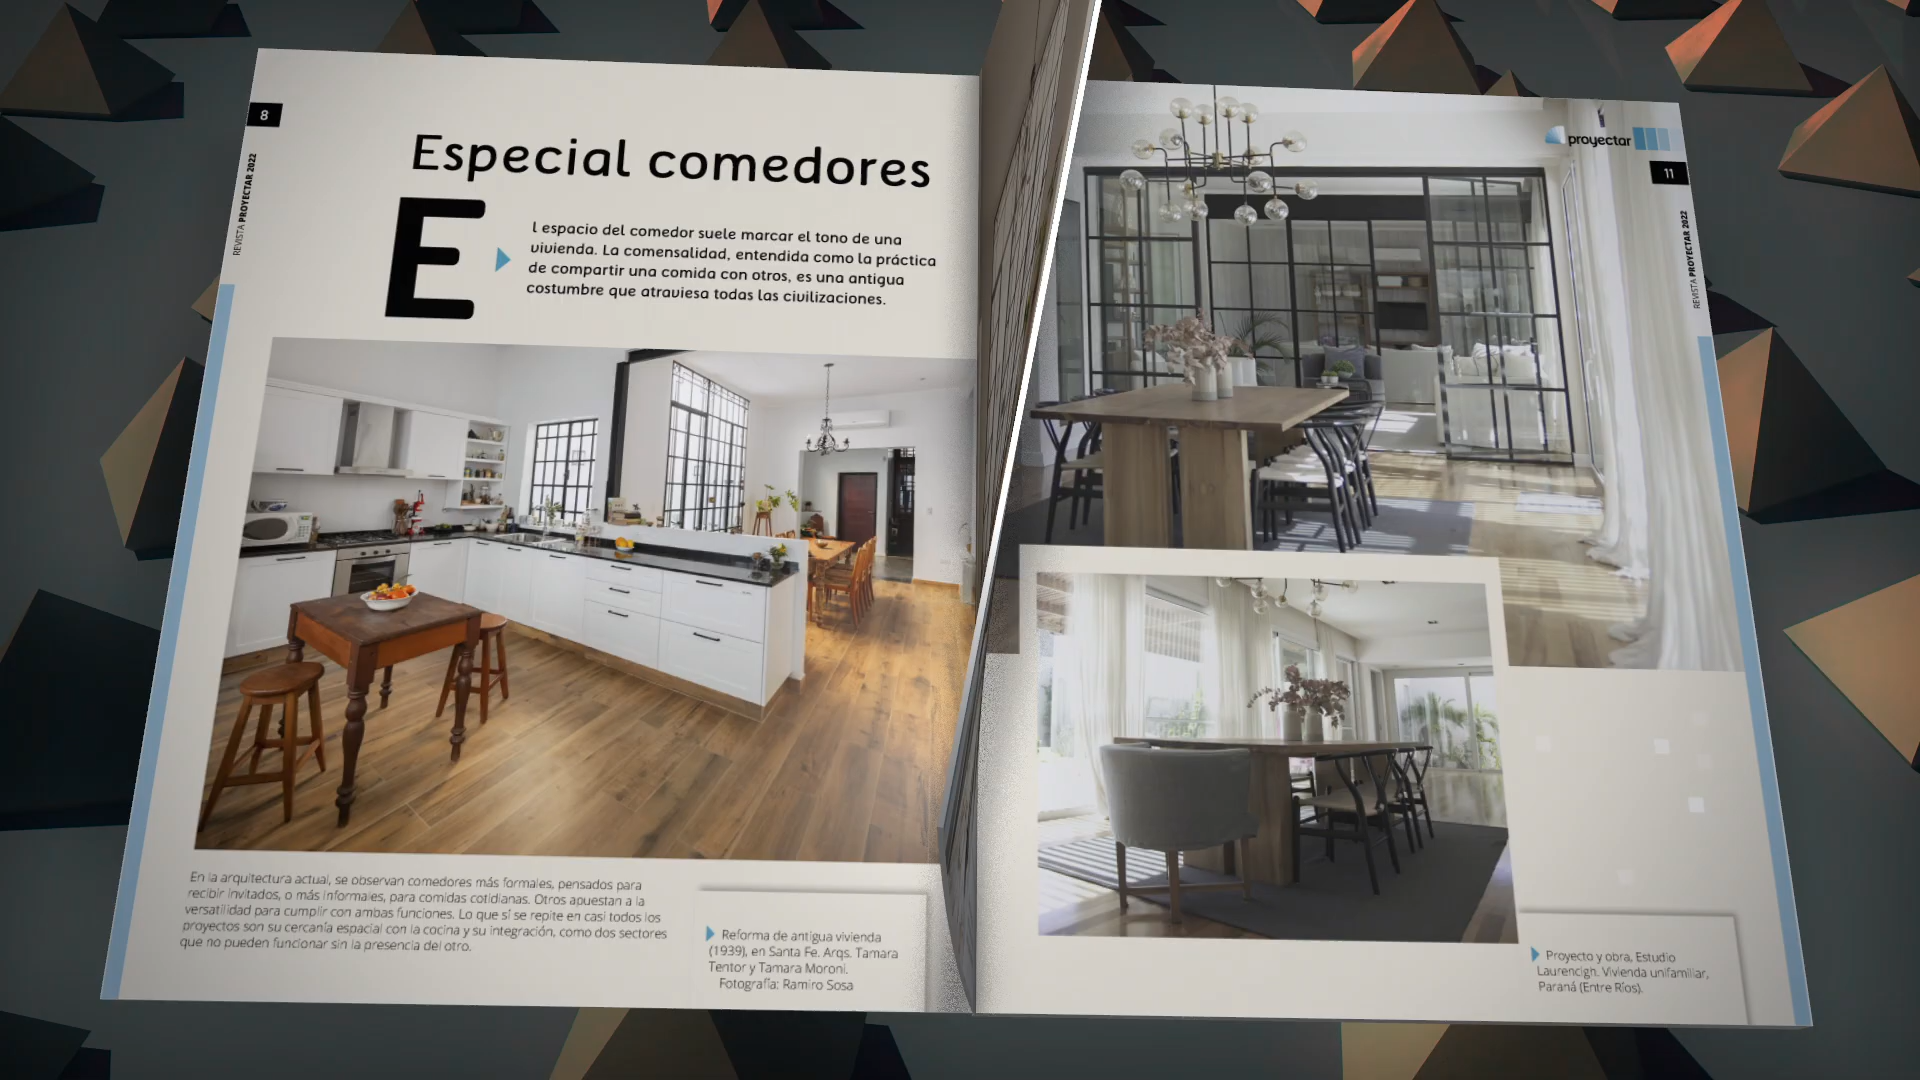 8
REVISTA PROYECTAR 2022
Especial comedores
E
l espacio del comedor suele marcar el tono de una
vivienda. La comensalidad, entendida como la práctica
de compartir una comida con otros, es una antigua
costumbre que atraviesa todas las civilizaciones.
En la arquitectura actual, se observan comedores más formales, pensados para
recibir invitados, o más informales, para comidas cotidianas. Otros apuestan a la
versatilidad para cumplir con ambas funciones. Lo que sí se repite en casi todos los
proyectos son su cercanía espacial con la cocina y su integración, como dos sectores
que no pueden funcionar sin la presencia del otro.
Reforma de antigua vivienda
(1939), en Santa Fe. Arqs. Tamara
Tentor y Tamara Moroni.
Fotografía: Ramiro Sosa
proyectar
11
REVISTA PROYECTAR 2022
Proyecto y obra, Estudio
Laurencigh. Vivienda unifamiliar,
Paraná (Entre Ríos).